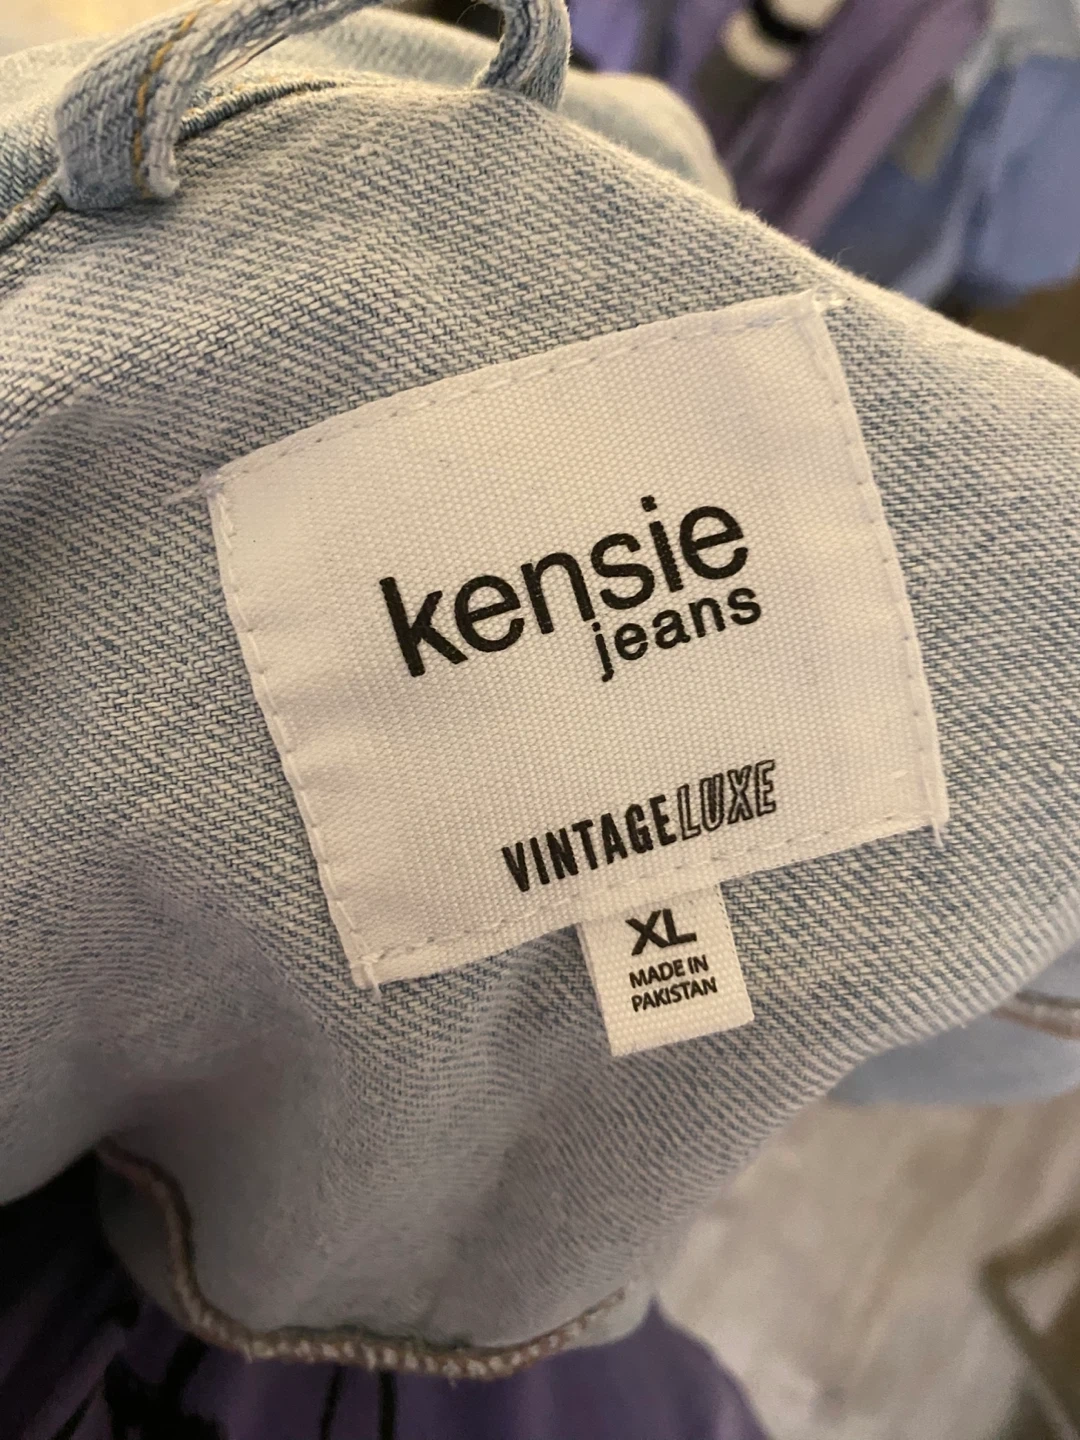 kensie
jeans
VINTAGELUXE
XL
MADE IN
PAKISTAN